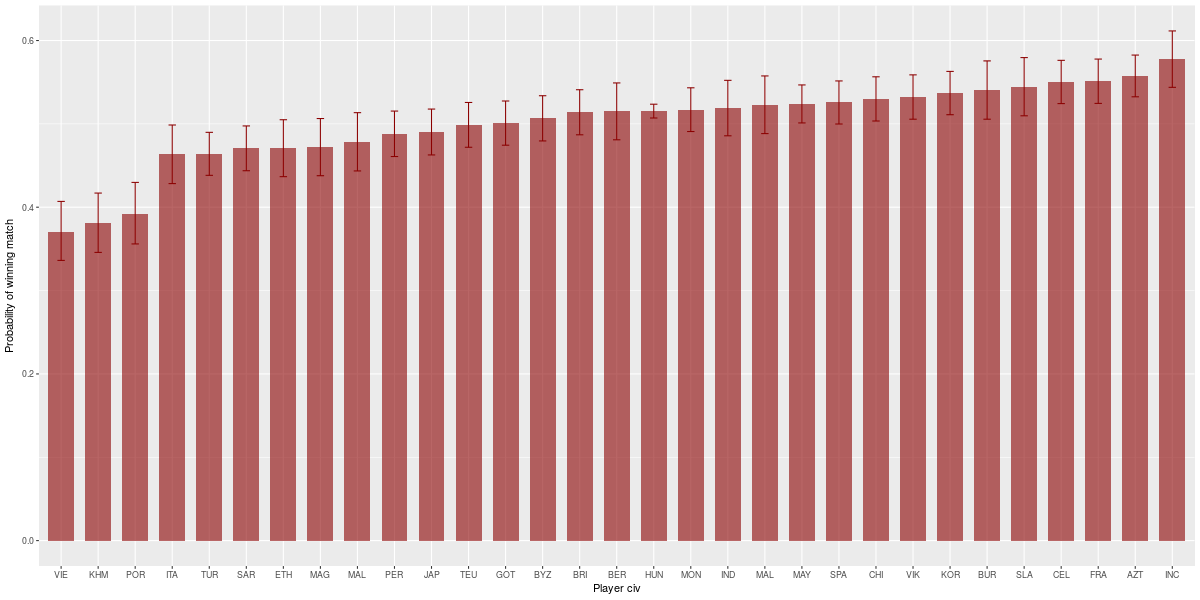 0.6
0.4
0.2
0.0
Probability of winning match
VIE KHM POR ITA TUR SAR ETH MAG MAL PER JAP TEU GOT BYZ BRI BER HUN MON IND MAL MAY SPA CHI VIK KOR BUR SLA CEL FRA AZT INC
Player civ